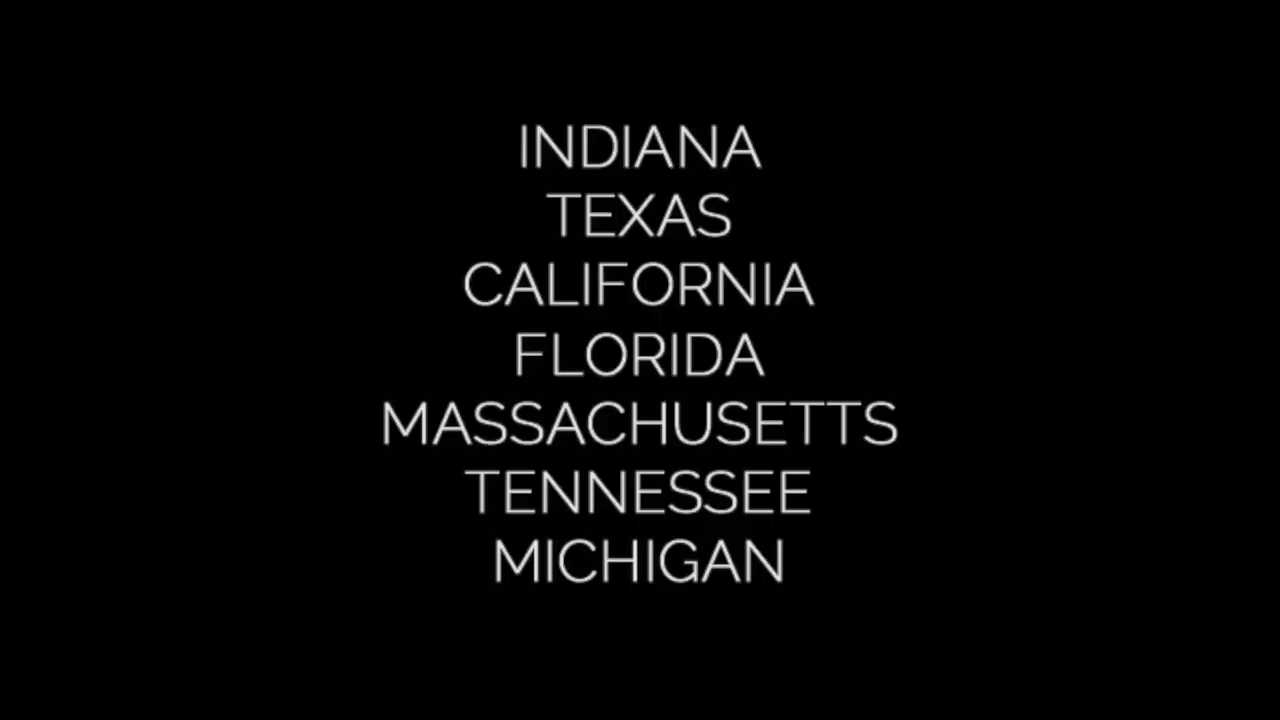 INDIANA
TEXAS
CALIFORNIA
FLORIDA
MASSACHUSETTS
TENNESSEE
MICHIGAN